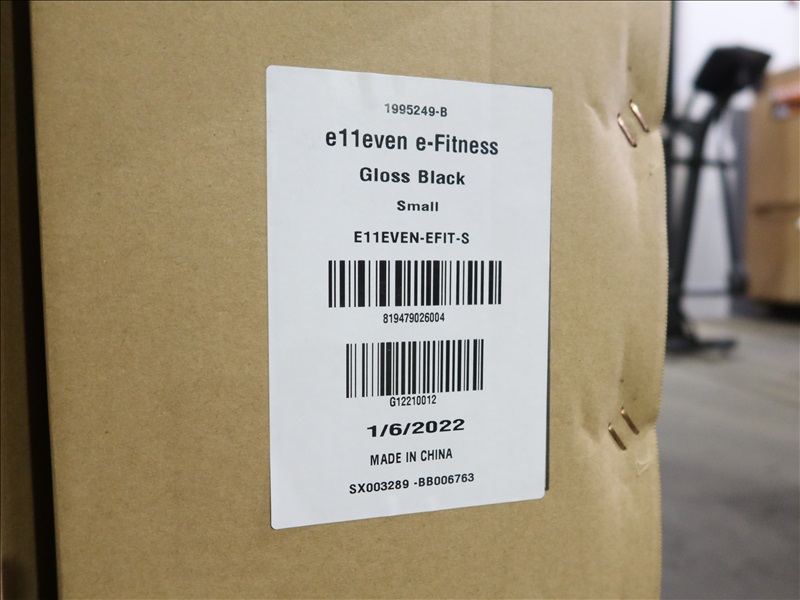 1995249-B
e11even e-Fitness
Gloss Black
Small
E11EVEN-EFIT-S
819479026004
G12210012
1/6/2022
MADE IN CHINA
SX003289 -BB006763